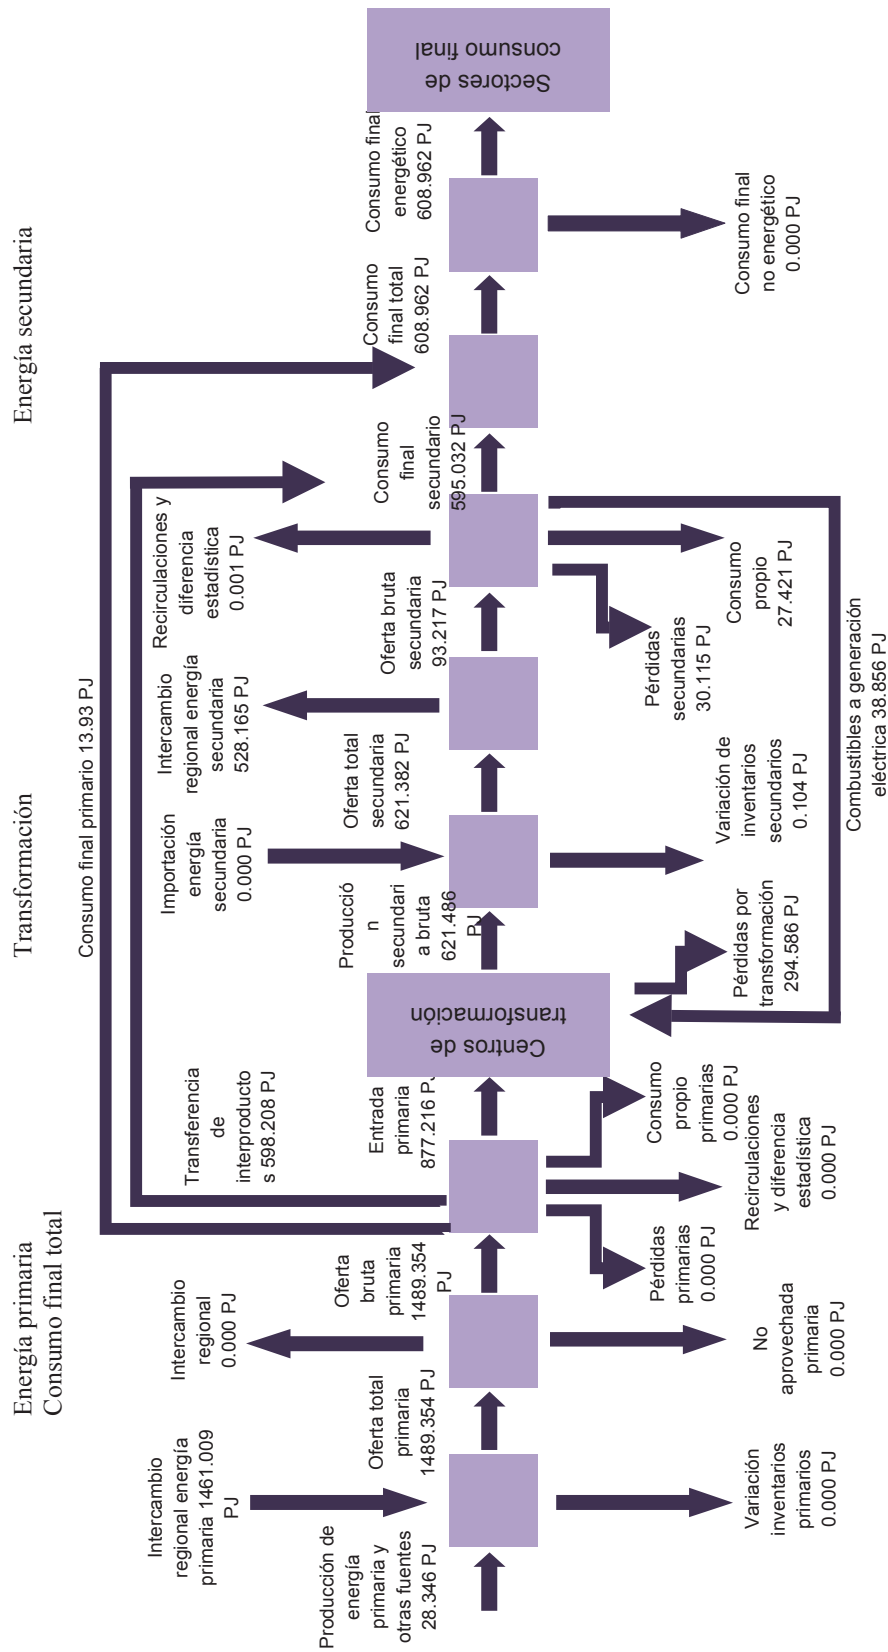 Energía primaria
Consumo final total
Transformación
Energía secundaria
Consumo final primario 13.93 PJ
Intercambio
regional energía
primaria 1461.009
PJ
Intercambio
regional
0.000 PJ
Transferencia
de
interproducto
s 598.208 PJ
Importación
energía
secundaria
0.000 PJ
Intercambio
regional energía
secundaria
528.165 PJ
Recirculaciones y
diferencia
estadística
0.001 PJ
Producción de
energía
primaria y
otras fuentes
28.346 PJ
Oferta total
primaria
1489.354 PJ
Oferta
bruta
primaria
1489.354
PJ
Entrada
primaria
877.216 PJ
Centros de
transformación
Producció
n
secundari
a bruta
621.486
PJ
Oferta total
secundaria
621.382 PJ
Oferta bruta
secundaria
93.217 PJ
Consumo
final
secundario
595.032 PJ
Consumo
final total
608.962 PJ
Consumo final
energético
608.962 PJ
Sectores de
consumo final
Variación
inventarios
primarios
0.000 PJ
No
aprovechada
primaria
0.000 PJ
Pérdidas
primarias
0.000 PJ
Recirculaciones
y diferencia
estadística
0.000 PJ
Consumo
propio
primarias
0.000 PJ
Pérdidas por
transformación
294.586 PJ
Variación de
inventarios
secundarios
0.104 PJ
Pérdidas
secundarias
30.115 PJ
Consumo
propio
27.421 PJ
Combustibles a generación
eléctrica 38.856 PJ
Consumo final
no energético
0.000 PJ